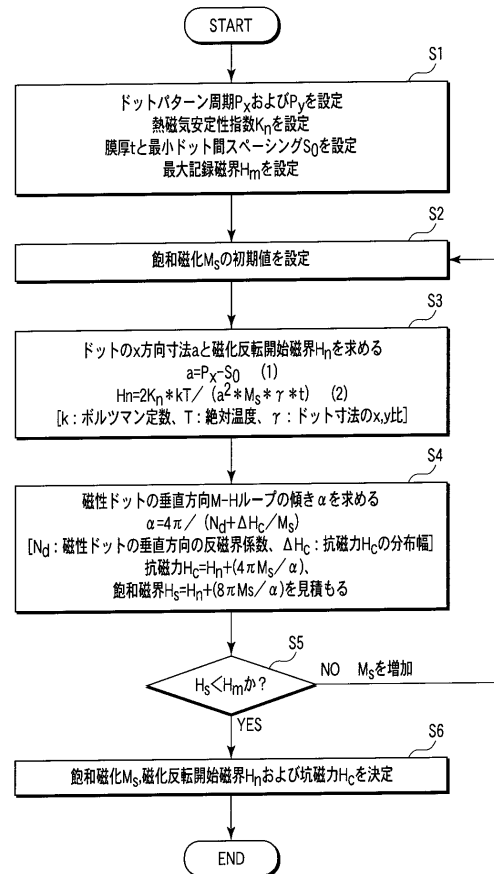 START
S1
ドットパターン周期PxおよびPyを設定
熱磁気安定性指数Knを設定
膜厚tと最小ドット間スペーシングS0を設定
最大記録磁界Hmを設定
S2
飽和磁化Msの初期値を設定
S3
ドットのx方向寸法aと磁化反転開始磁界Hnを求める
a=Px-S0 (1)
Hn=2Kn*kT/(a²*Ms*γ*t) (2)
[k:ボルツマン定数、T:絶対温度、γ:ドット寸法のx,y比]
S4
磁性ドットの垂直方向M-Hループの傾きαを求める
α=4π/(Nd+ΔHc/Ms)
[Nd:磁性ドットの垂直方向の反磁界係数、ΔHc:抗磁力Hcの分布幅]
抗磁力Hc=Hn+(4πMs/α)、
飽和磁界Hs=Hn+(8πMs/α)を見積もる
S5
Hs<Hmか?
NO Msを増加
YES
S6
飽和磁化Ms,磁化反転開始磁界Hnおよび坑磁力Hcを決定
END